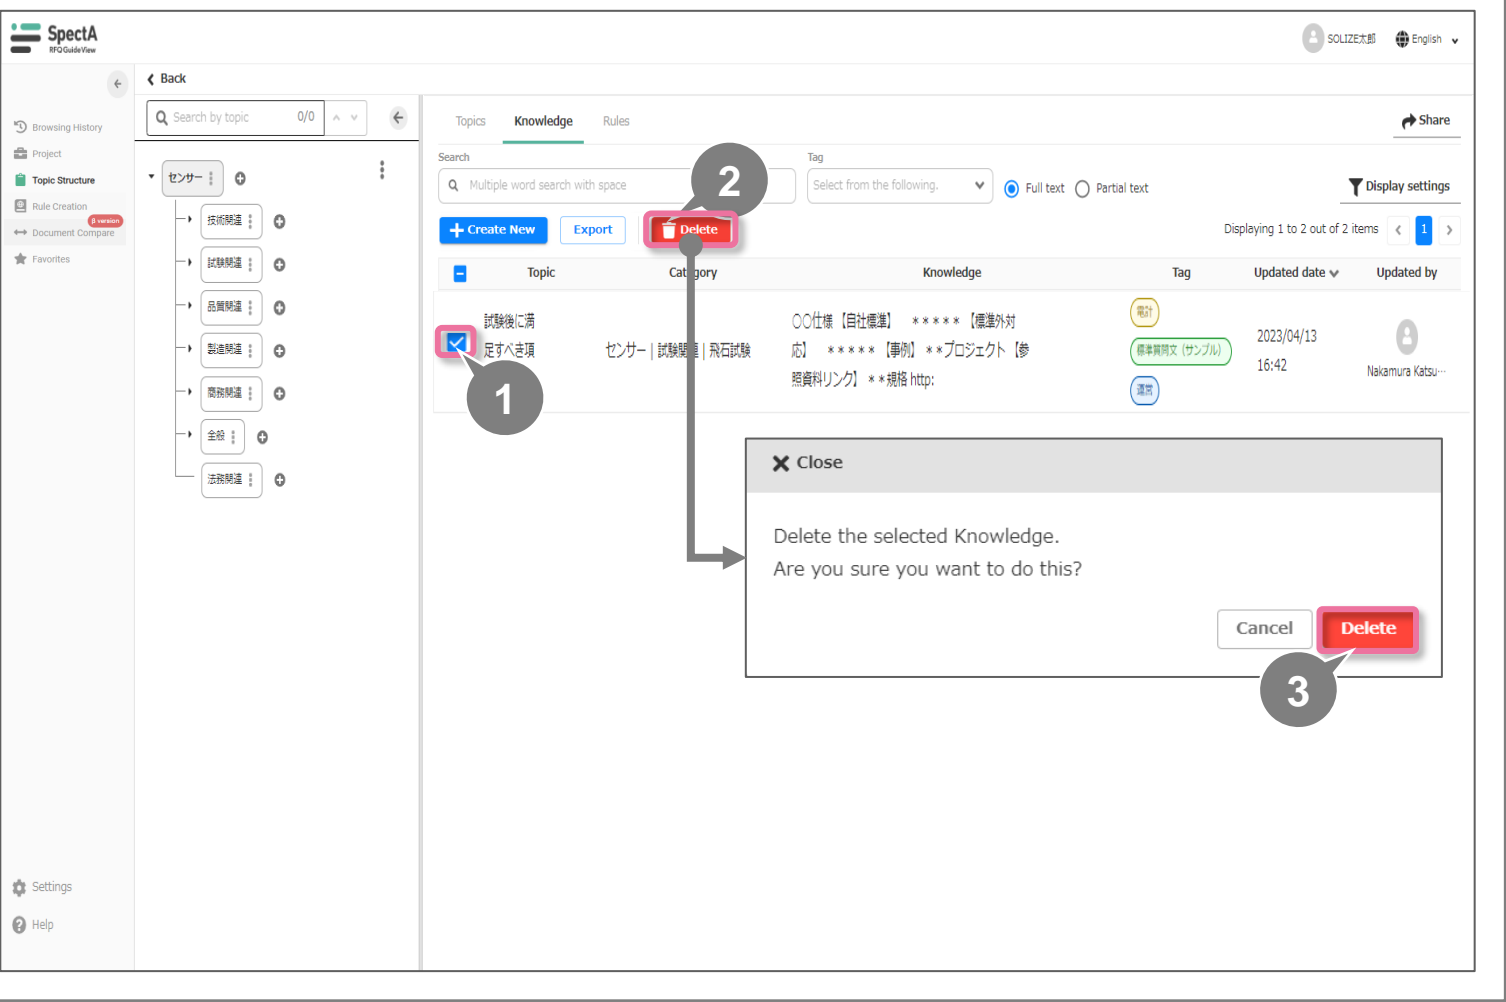 SpectA
RFQ GuideView
SOLIZE太郎
English
Back
Search by topic
0/0
Browsing History
Project
Topic Structure
Rule Creation
β version
Document Compare
Favorites
Settings
Help
センサー
技術関連
試験関連
品質関連
製造関連
商務関連
全般
法務関連
Topics
Knowledge
Rules
Share
Search
Multiple word search with space
Tag
Select from the following.
Full text
Partial text
Display settings
2
Create New
Export
Delete
Displaying 1 to 2 out of 2 items
1
Topic
Category
Knowledge
Tag
Updated date
Updated by
試験後に満
足すべき項
センサー | 試験関連 | 飛石試験
〇〇仕様 【自社標準】 ＊＊＊＊＊ 【標準外対
応】 ＊＊＊＊＊ 【事例】 ＊＊プロジェクト 【参
照資料リンク】 ＊＊規格 http:
電計
標準質問文 (サンプル)
運営
2023/04/13
16:42
Nakamura Katsu…
1
Close
Delete the selected Knowledge.
Are you sure you want to do this?
Cancel
Delete
3